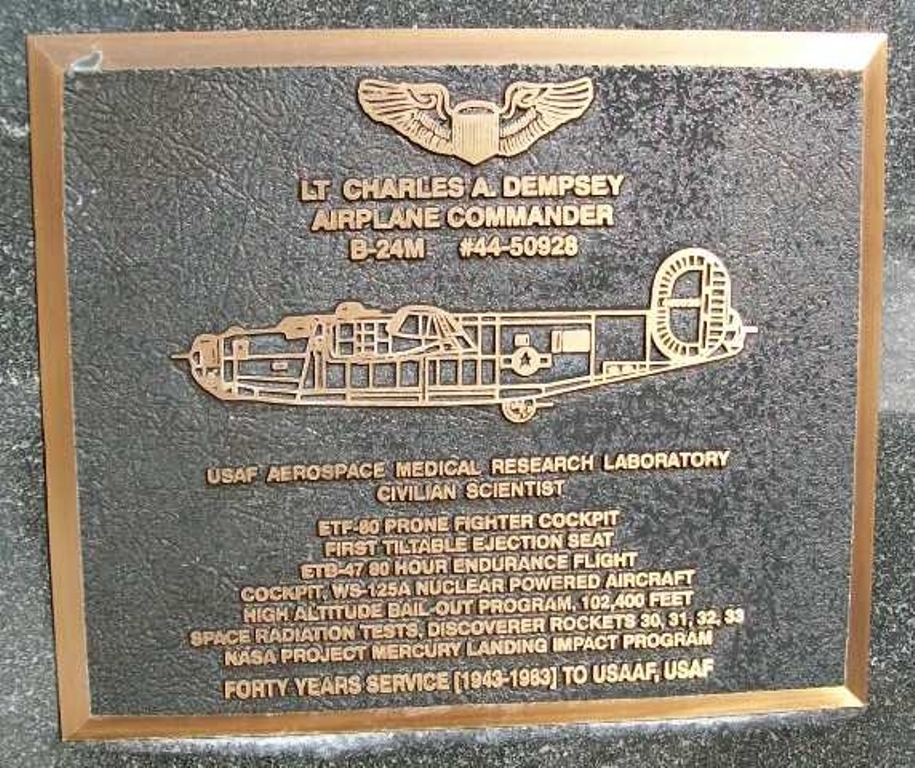 LT CHARLES A. DEMPSEY
AIRPLANE COMMANDER
B-24M #44-50928
USAF AEROSPACE MEDICAL RESEARCH LABORATORY
CIVILIAN SCIENTIST
ETF-80 PRONE FIGHTER COCKPIT
FIRST TILTABLE EJECTION SEAT
ETB-47 80 HOUR ENDURANCE FLIGHT
COCKPIT, WS-125A NUCLEAR POWERED AIRCRAFT
HIGH ALTITUDE BAIL-OUT PROGRAM, 102,400 FEET
SPACE RADIATION TESTS, DISCOVERER ROCKETS 30, 31, 32, 33
NASA PROJECT MERCURY LANDING IMPACT PROGRAM
FORTY YEARS SERVICE [1943-1983] TO USAAF, USAF